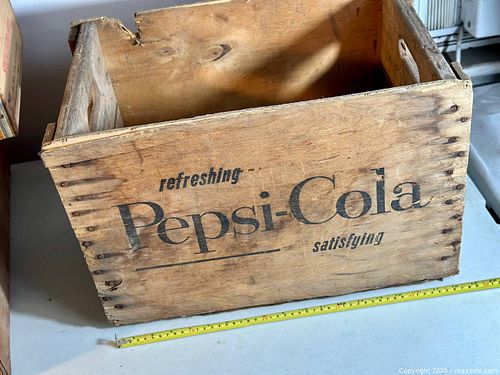 refreshing
Pepsi-Cola
satisfying
Copyright 2025 - maxsold.com